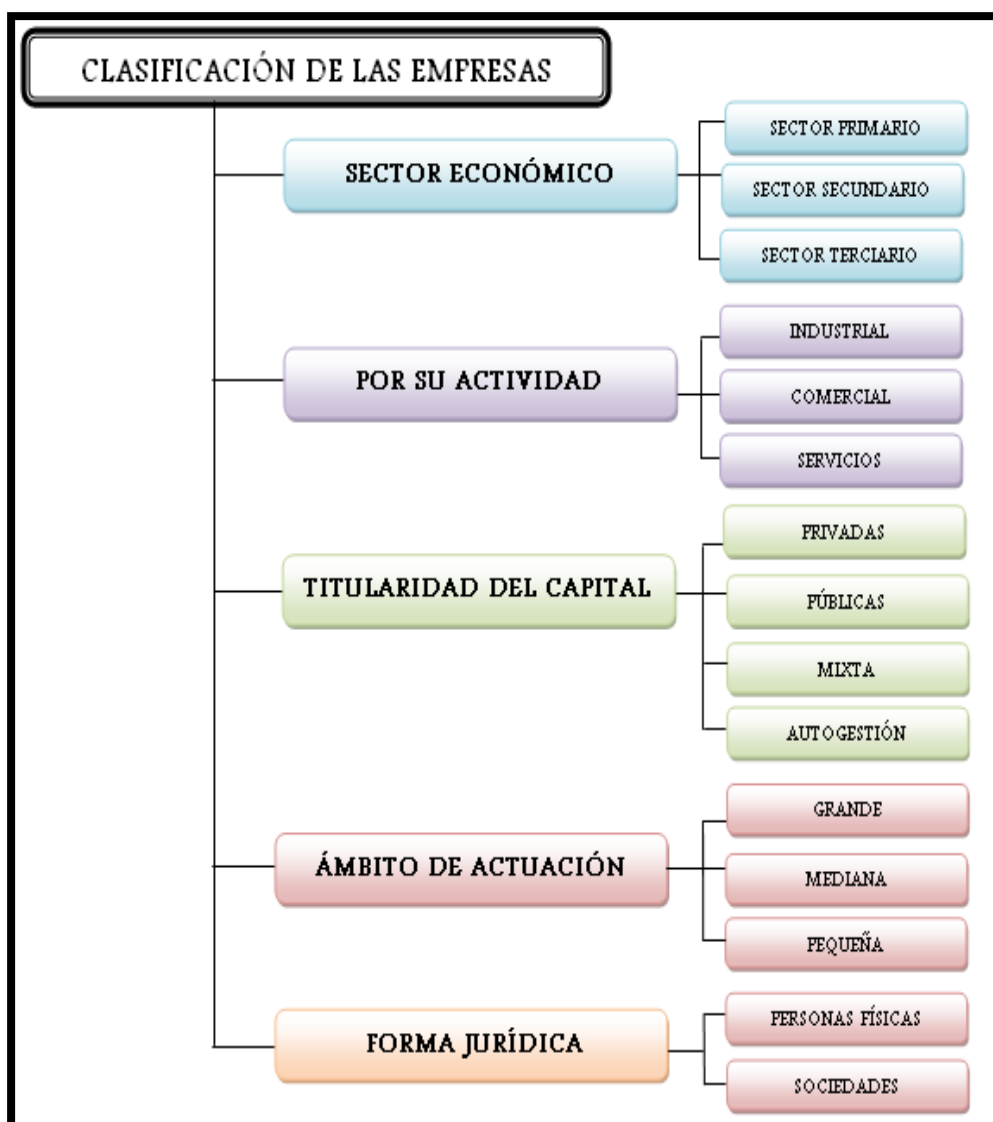 CLASIFICACIÓN DE LAS EMPRESAS
SECTOR ECONÓMICO
SECTOR PRIMARIO
SECTOR SECUNDARIO
SECTOR TERCIARIO
POR SU ACTIVIDAD
INDUSTRIAL
COMERCIAL
SERVICIOS
TITULARIDAD DEL CAPITAL
PRIVADAS
PÚBLICAS
MIXTA
AUTOGESTIÓN
ÁMBITO DE ACTUACIÓN
GRANDE
MEDIANA
PEQUEÑA
FORMA JURÍDICA
PERSONAS FÍSICAS
SOCIEDADES